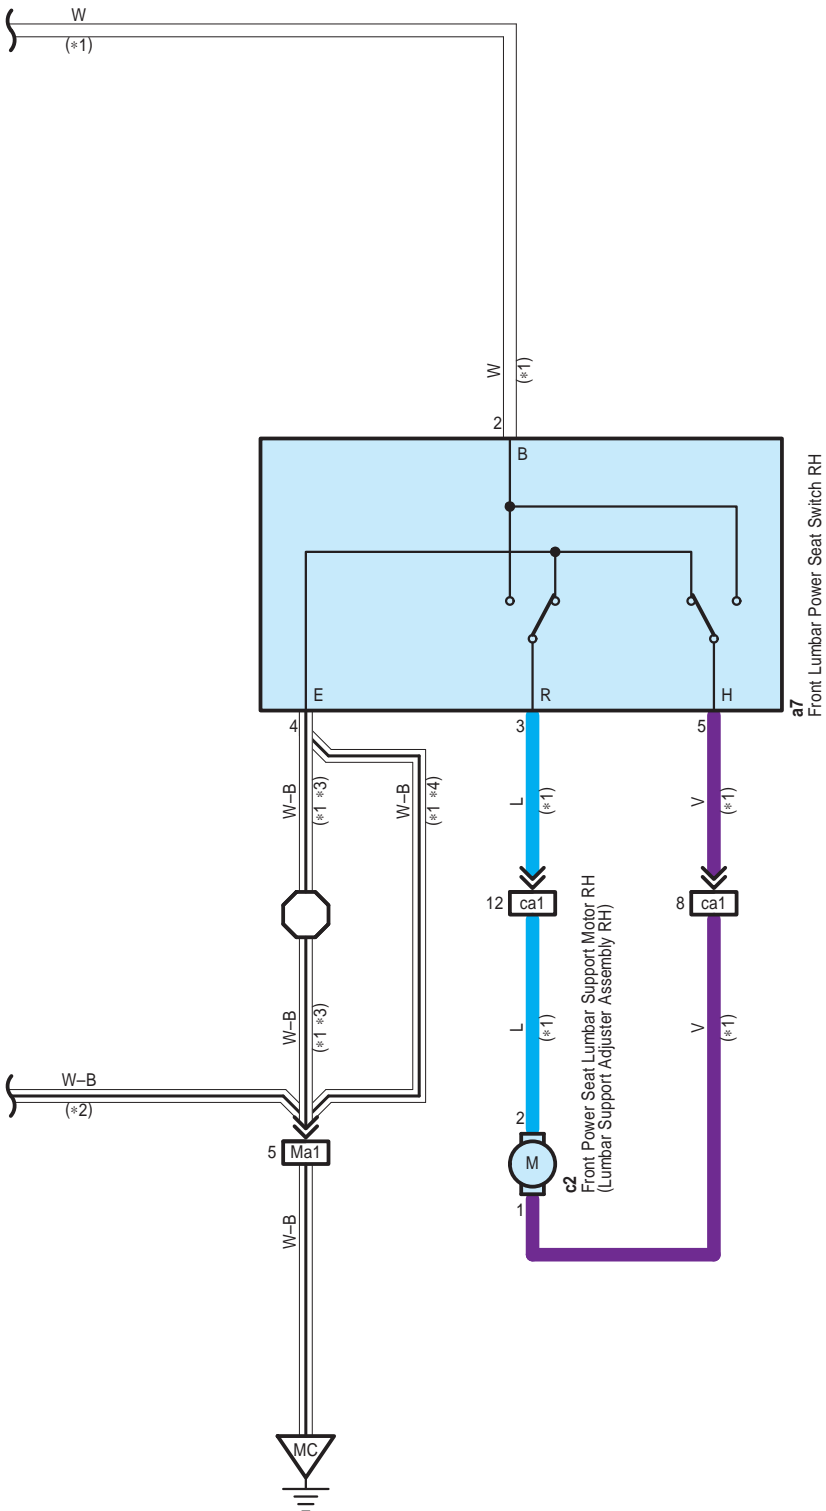 W
(*1)
W
(*1)
2
B
E
R
H
a7
Front Lumbar Power Seat Switch RH
4
3
5
W–B
(*1 *3)
W–B
(*1 *4)
L
(*1)
V
(*1)
12
ca1
8
ca1
W–B
(*1 *3)
L
(*1)
V
(*1)
W–B
(*2)
2
M
1
c2
Front Power Seat Lumbar Support Motor RH
(Lumbar Support Adjuster Assembly RH)
5
Ma1
W–B
MC